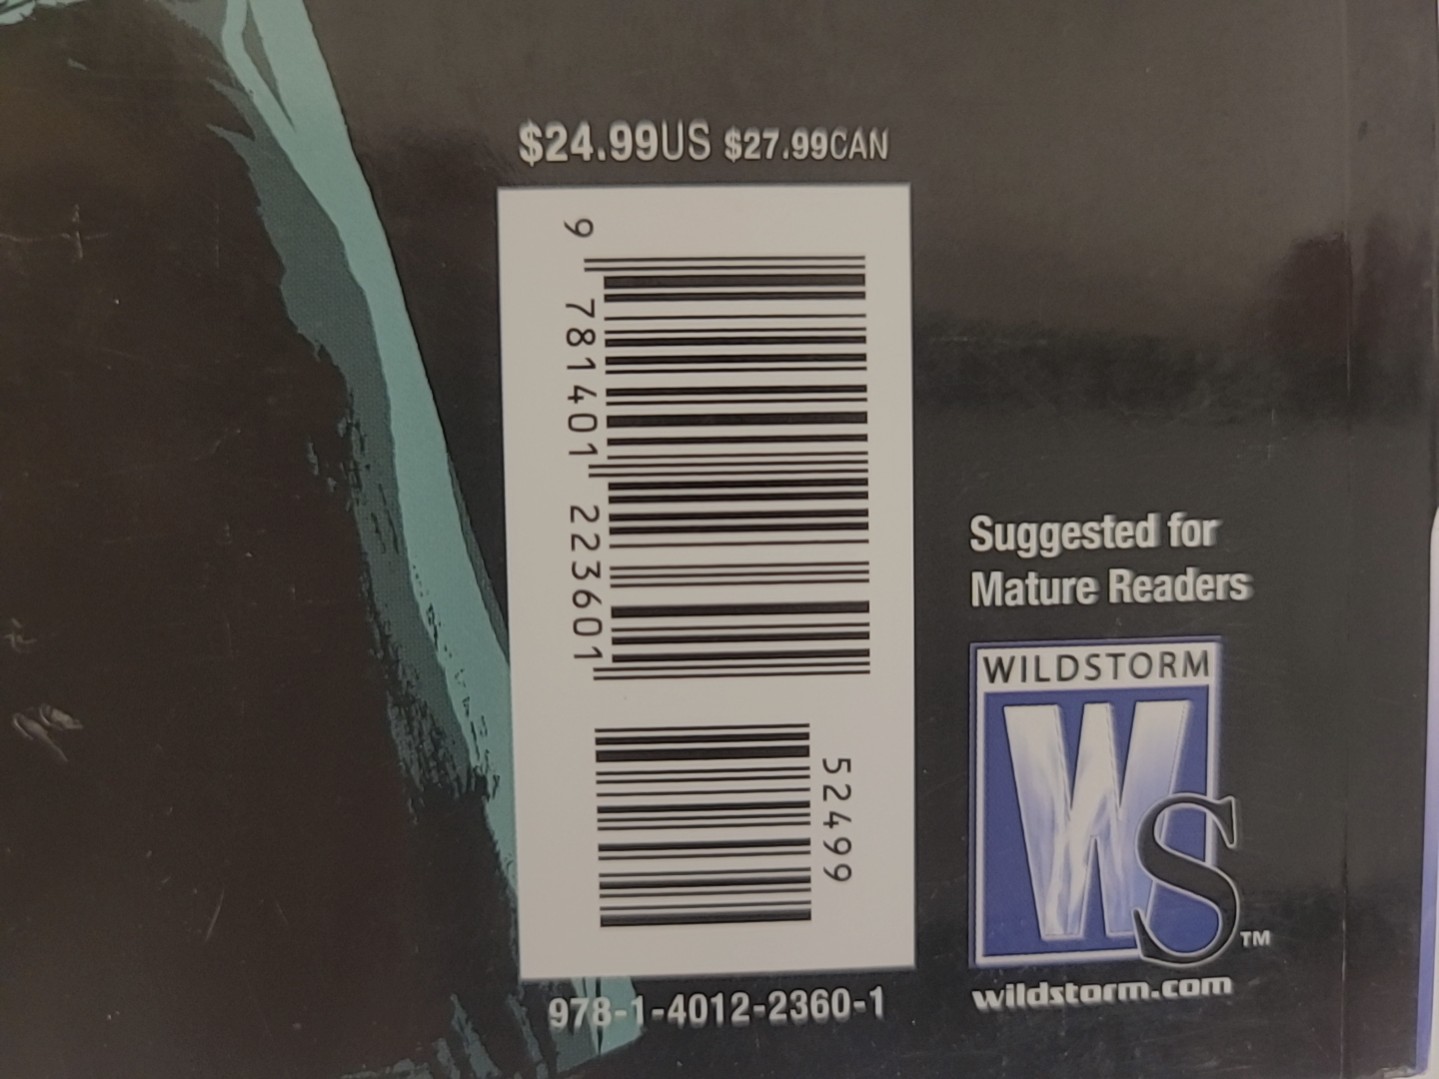 $24.99US $27.99CAN
9 781401 223601
52499
978-1-4012-2360-1
Suggested for
Mature Readers
WILDSTORM
WS™
wildstorm.com